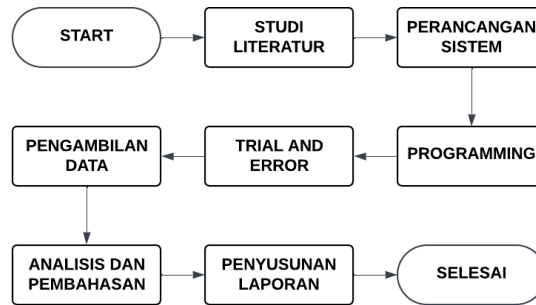 START
STUDI
LITERATUR
PERANCANGAN
SISTEM
PROGRAMMING
TRIAL AND
ERROR
PENGAMBILAN
DATA
ANALISIS DAN
PEMBAHASAN
PENYUSUNAN
LAPORAN
SELESAI